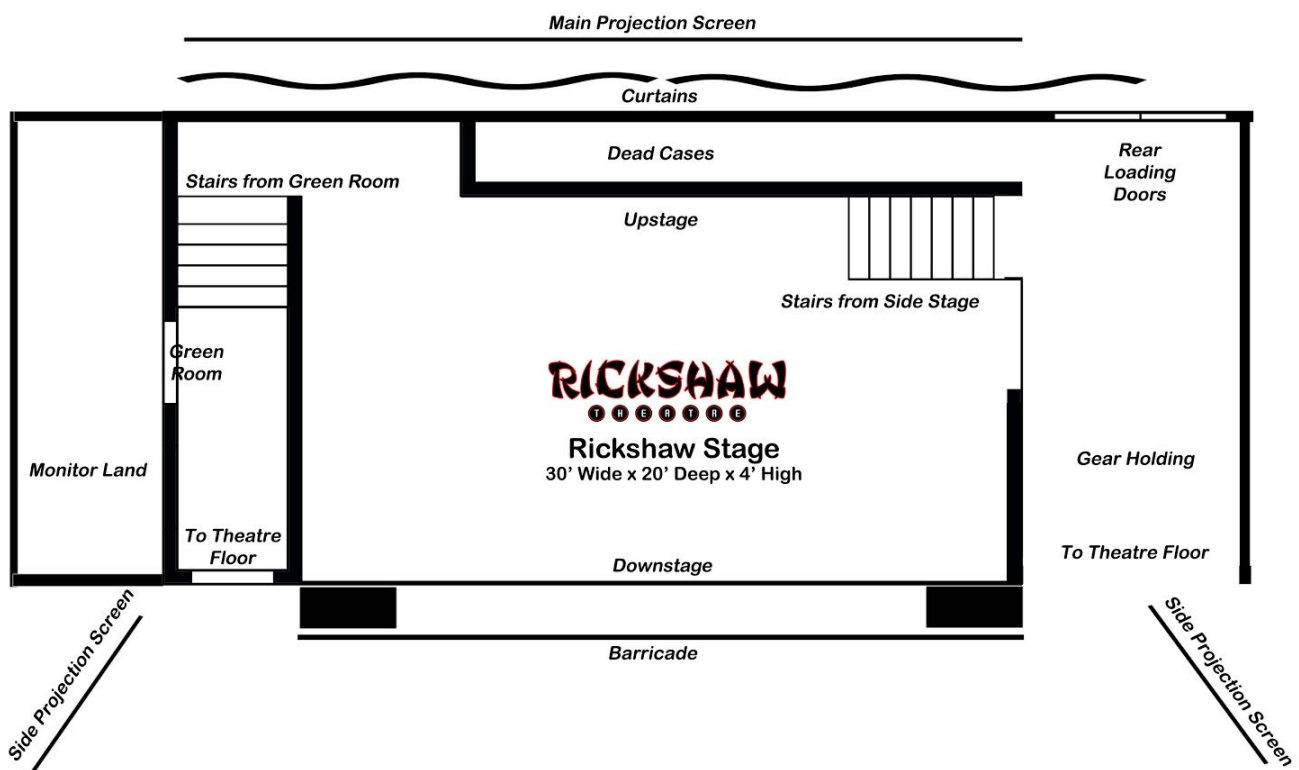 Main Projection Screen
Curtains
Dead Cases
Rear
Loading
Doors
Stairs from Green Room
Upstage
Stairs from Side Stage
Green
Room
RICKSHAW
THEATRE
Rickshaw Stage
30' Wide x 20' Deep x 4' High
Monitor Land
Gear Holding
To Theatre
Floor
To Theatre Floor
Downstage
Barricade
Side Projection Screen
Side Projection Screen